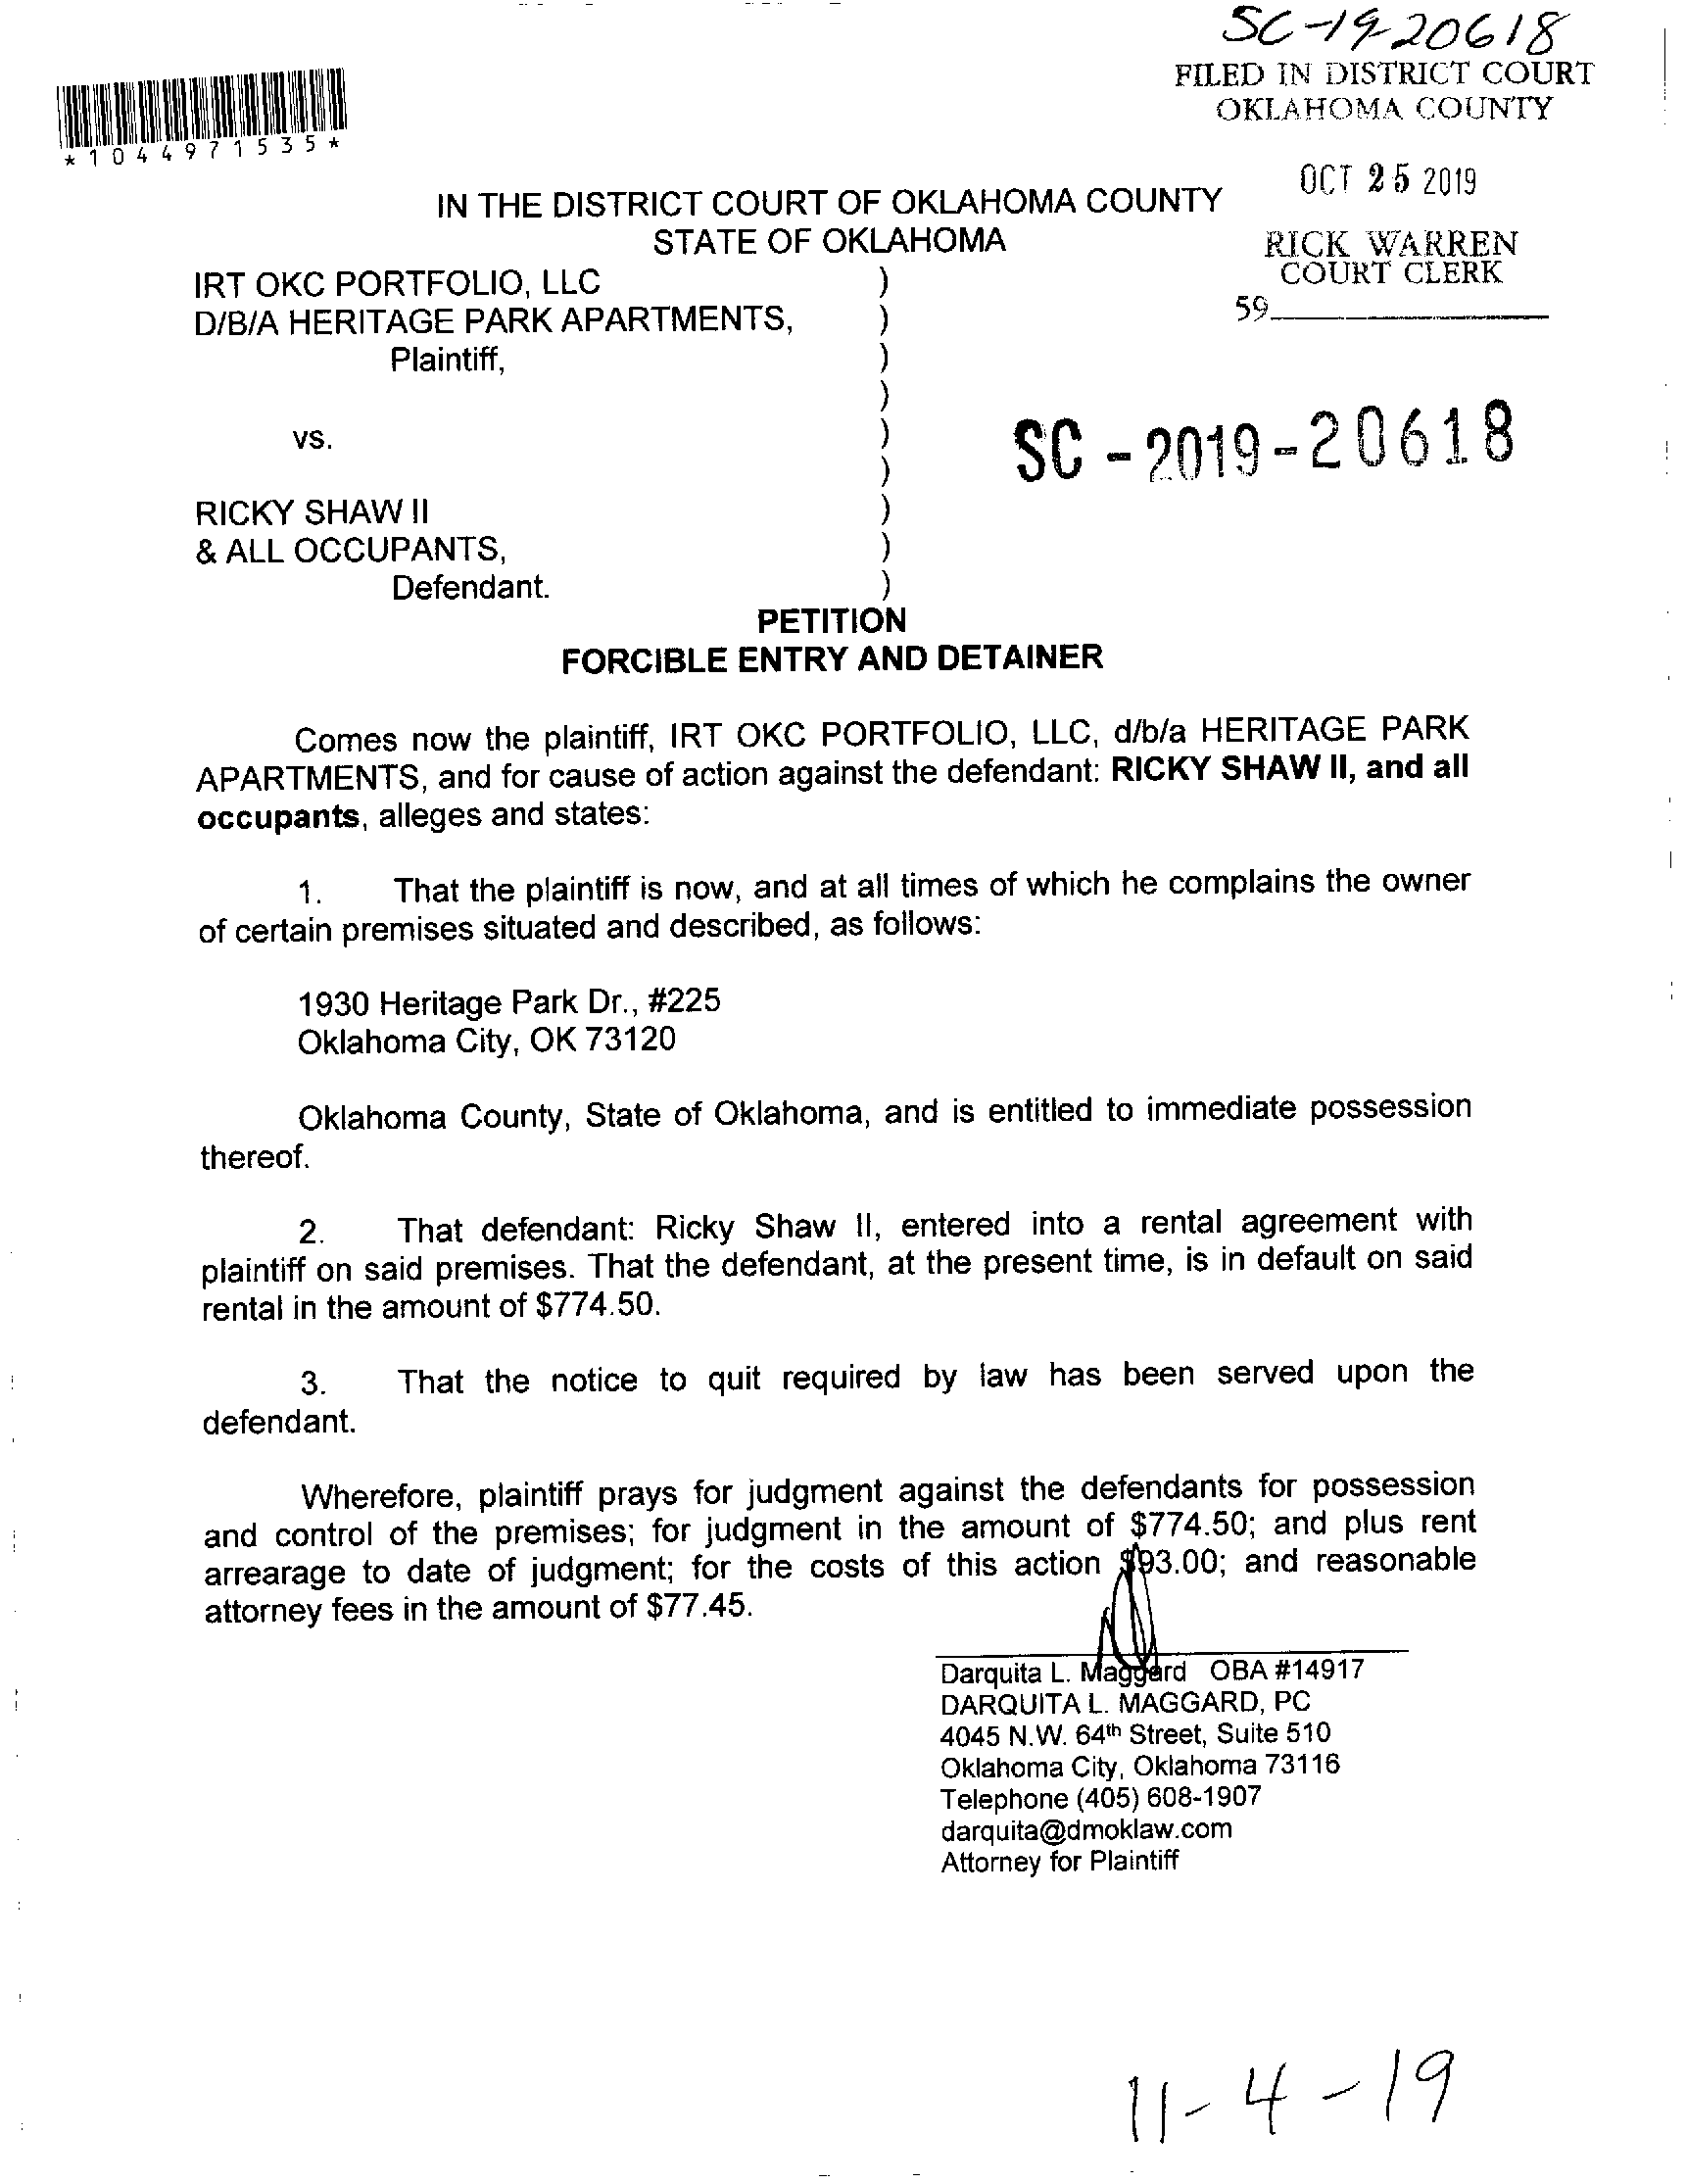 SC-19-20618
FILED IN DISTRICT COURT
OKLAHOMA COUNTY
*1044971535*
OCT 25 2019
IN THE DISTRICT COURT OF OKLAHOMA COUNTY
STATE OF OKLAHOMA
RICK WARREN
COURT CLERK
59
IRT OKC PORTFOLIO, LLC )
D/B/A HERITAGE PARK APARTMENTS, )
Plaintiff, )
)
vs. )
)
SC - 2019 - 20618
RICKY SHAW II )
& ALL OCCUPANTS, )
Defendant. )
PETITION
FORCIBLE ENTRY AND DETAINER
Comes now the plaintiff, IRT OKC PORTFOLIO, LLC, d/b/a HERITAGE PARK
APARTMENTS, and for cause of action against the defendant: RICKY SHAW II, and all
occupants, alleges and states:
1. That the plaintiff is now, and at all times of which he complains the owner
of certain premises situated and described, as follows:
1930 Heritage Park Dr., #225
Oklahoma City, OK 73120
Oklahoma County, State of Oklahoma, and is entitled to immediate possession
thereof.
2. That defendant: Ricky Shaw II, entered into a rental agreement with
plaintiff on said premises. That the defendant, at the present time, is in default on said
rental in the amount of $774.50.
3. That the notice to quit required by law has been served upon the
defendant.
Wherefore, plaintiff prays for judgment against the defendants for possession
and control of the premises; for judgment in the amount of $774.50; and plus rent
arrearage to date of judgment; for the costs of this action $93.00; and reasonable
attorney fees in the amount of $77.45.
Darquita L. Maggard OBA #14917
DARQUITA L. MAGGARD, PC
4045 N.W. 64th Street, Suite 510
Oklahoma City, Oklahoma 73116
Telephone (405) 608-1907
darquita@dmoklaw.com
Attorney for Plaintiff
11-4-19